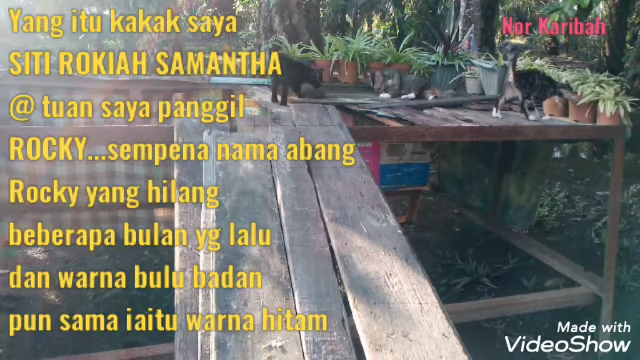 Yang itu kakak saya
Nor Karibah
SITI ROKIAH SAMANTHA
@ tuan saya panggil
ROCKY...sempena nama abang
Rocky yang hilang
beberapa bulan yg lalu
dan warna bulu badan
pun sama iaitu warna hitam
Made with
VideoShow